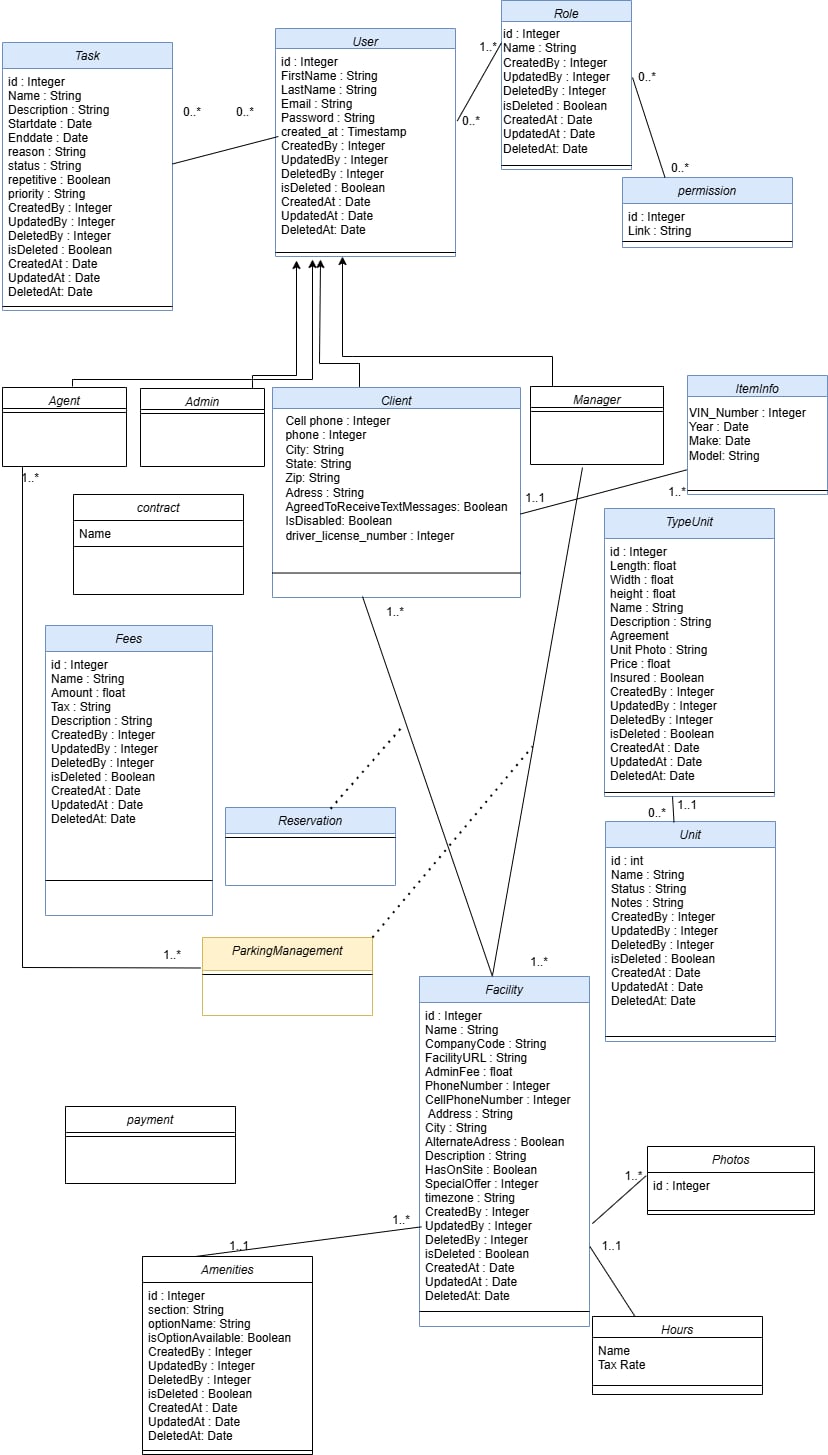 Role
id : Integer
Name : String
CreatedBy : Integer
UpdatedBy : Integer
DeletedBy : Integer
isDeleted : Boolean
CreatedAt : Date
UpdatedAt : Date
DeletedAt: Date
User
id : Integer
FirstName : String
LastName : String
Email : String
Password : String
created_at : Timestamp
CreatedBy : Integer
UpdatedBy : Integer
DeletedBy : Integer
isDeleted : Boolean
CreatedAt : Date
UpdatedAt : Date
DeletedAt: Date
1..*
0..*
0..*
0..*
Task
id : Integer
Name : String
Description : String
Startdate : Date
Enddate : Date
reason : String
status : String
repetitive : Boolean
priority : String
CreatedBy : Integer
UpdatedBy : Integer
DeletedBy : Integer
isDeleted : Boolean
CreatedAt : Date
UpdatedAt : Date
DeletedAt: Date
0..*
0..*
permission
id : Integer
Link : String
Agent
Admin
Client
Cell phone : Integer
phone : Integer
City: String
State: String
Zip: String
Adress : String
AgreedToReceiveTextMessages: Boolean
IsDisabled: Boolean
driver_license_number : Integer
Manager
ItemInfo
VIN_Number : Integer
Year : Date
Make: Date
Model: String
1..*
1..1
1..*
contract
Name
TypeUnit
id : Integer
Length: float
Width : float
height : float
Name : String
Description : String
Agreement
Unit Photo : String
Price : float
Insured : Boolean
CreatedBy : Integer
UpdatedBy : Integer
DeletedBy : Integer
isDeleted : Boolean
CreatedAt : Date
UpdatedAt : Date
DeletedAt: Date
1..*
Fees
id : Integer
Name : String
Amount : float
Tax : String
Description : String
CreatedBy : Integer
UpdatedBy : Integer
DeletedBy : Integer
isDeleted : Boolean
CreatedAt : Date
UpdatedAt : Date
DeletedAt: Date
0..*
1..1
Reservation
Unit
id : int
Name : String
Status : String
Notes : String
CreatedBy : Integer
UpdatedBy : Integer
DeletedBy : Integer
isDeleted : Boolean
CreatedAt : Date
UpdatedAt : Date
DeletedAt: Date
1..*
ParkingManagement
1..*
Facility
id : Integer
Name : String
CompanyCode : String
FacilityURL : String
AdminFee : float
PhoneNumber : Integer
CellPhoneNumber : Integer
Address : String
City : String
AlternateAdress : Boolean
Description : String
HasOnSite : Boolean
SpecialOffer : Integer
timezone : String
CreatedBy : Integer
UpdatedBy : Integer
DeletedBy : Integer
isDeleted : Boolean
CreatedAt : Date
UpdatedAt : Date
DeletedAt: Date
payment
Photos
id : Integer
1..*
1..*
1..1
1..1
Amenities
id : Integer
section: String
optionName: String
isOptionAvailable: Boolean
CreatedBy : Integer
UpdatedBy : Integer
DeletedBy : Integer
isDeleted : Boolean
CreatedAt : Date
UpdatedAt : Date
DeletedAt: Date
Hours
Name
Tax Rate